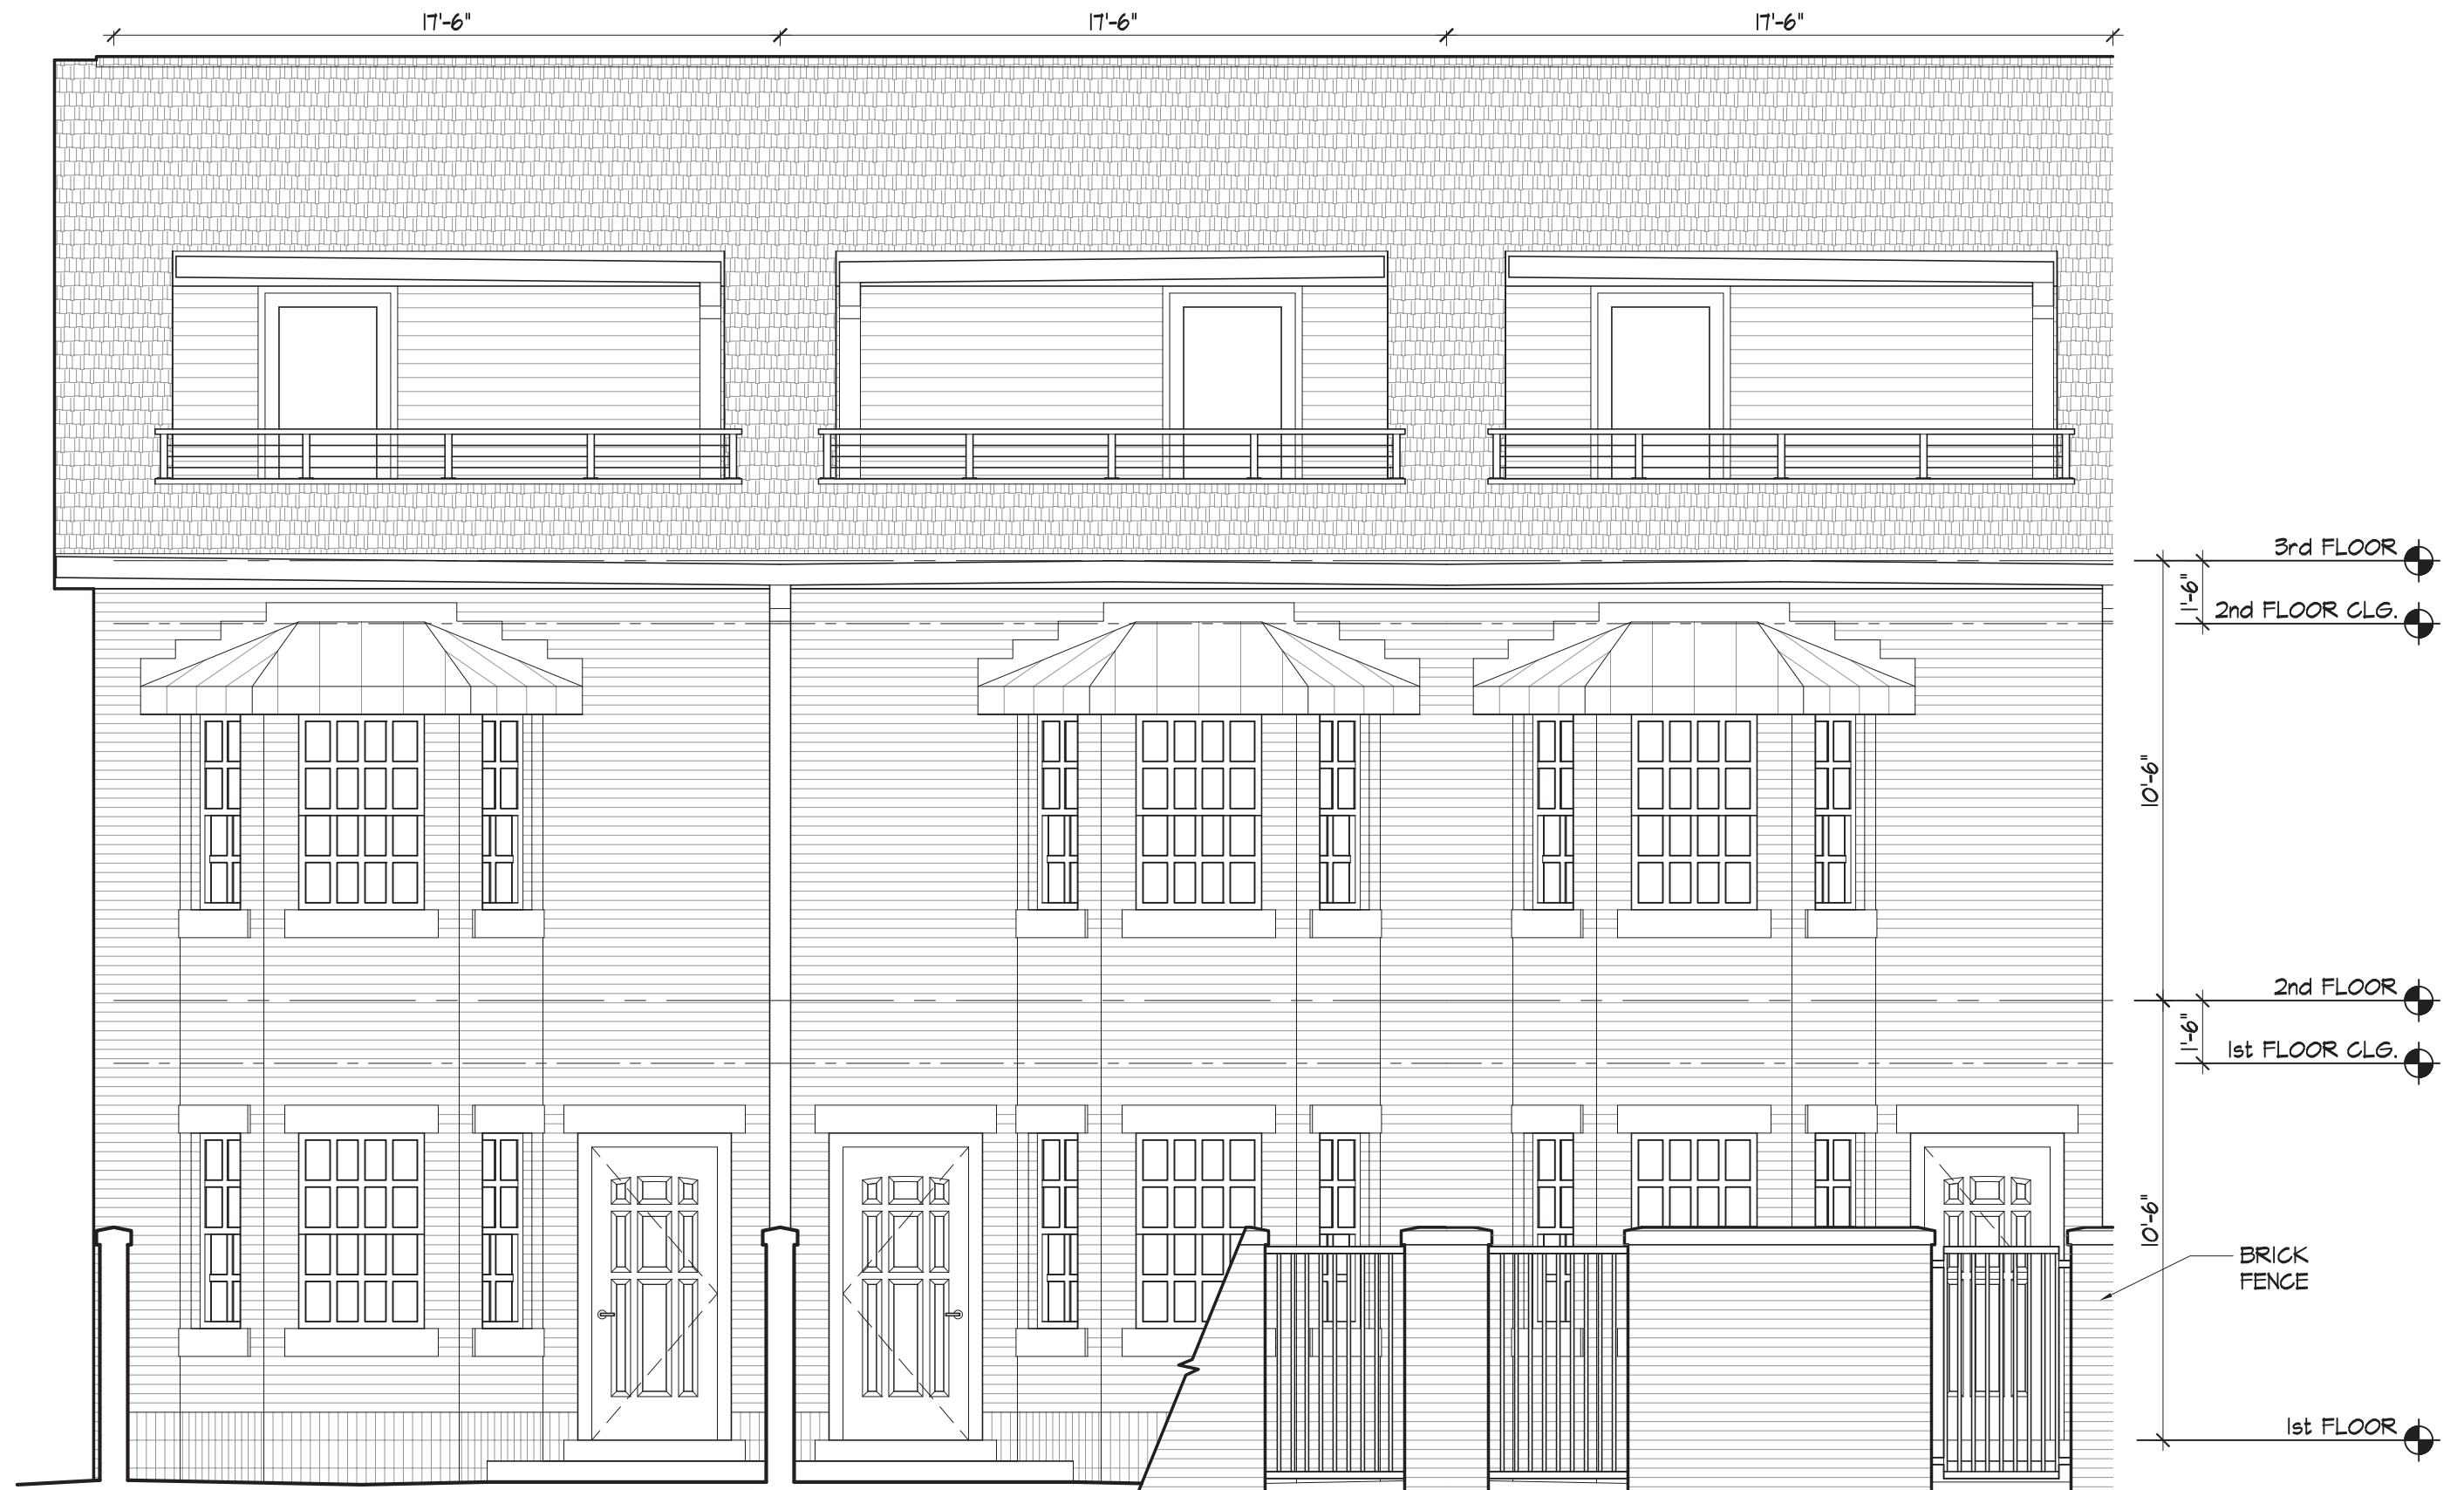 17'-6"
17'-6"
17'-6"
3rd FLOOR
1'-6"
2nd FLOOR CLG.
10'-6"
2nd FLOOR
1'-6"
1st FLOOR CLG.
10'-6"
BRICK
FENCE
1st FLOOR